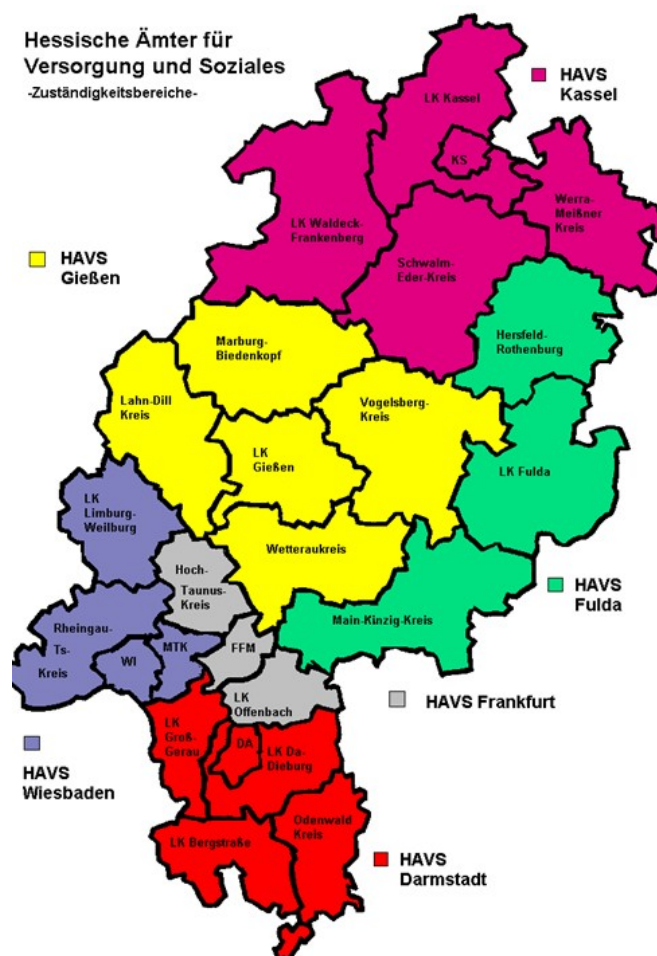 Hessische Ämter für
Versorgung und Soziales
-Zuständigkeitsbereiche-
HAVS
Kassel
LK Kassel
KS
Werra-
Meißner
Kreis
LK Waldeck-
Frankenberg
Schwalm-
Eder-Kreis
HAVS
Gießen
Hersfeld-
Rothenburg
Marburg-
Biedenkopf
Lahn-Dill
Kreis
Vogelsberg-
Kreis
LK
Gießen
LK Fulda
LK
Limburg-
Weilburg
Wetteraukreis
Hoch-
Taunus-
Kreis
HAVS
Fulda
Main-Kinzig-Kreis
Rheingau-
Ts-
Kreis
WI
MTK
FFM
LK
Offenbach
HAVS Frankfurt
LK
Groß-
Gerau
DA
LK Da-
Dieburg
HAVS
Wiesbaden
Odenwald
Kreis
LK Bergstraße
HAVS
Darmstadt